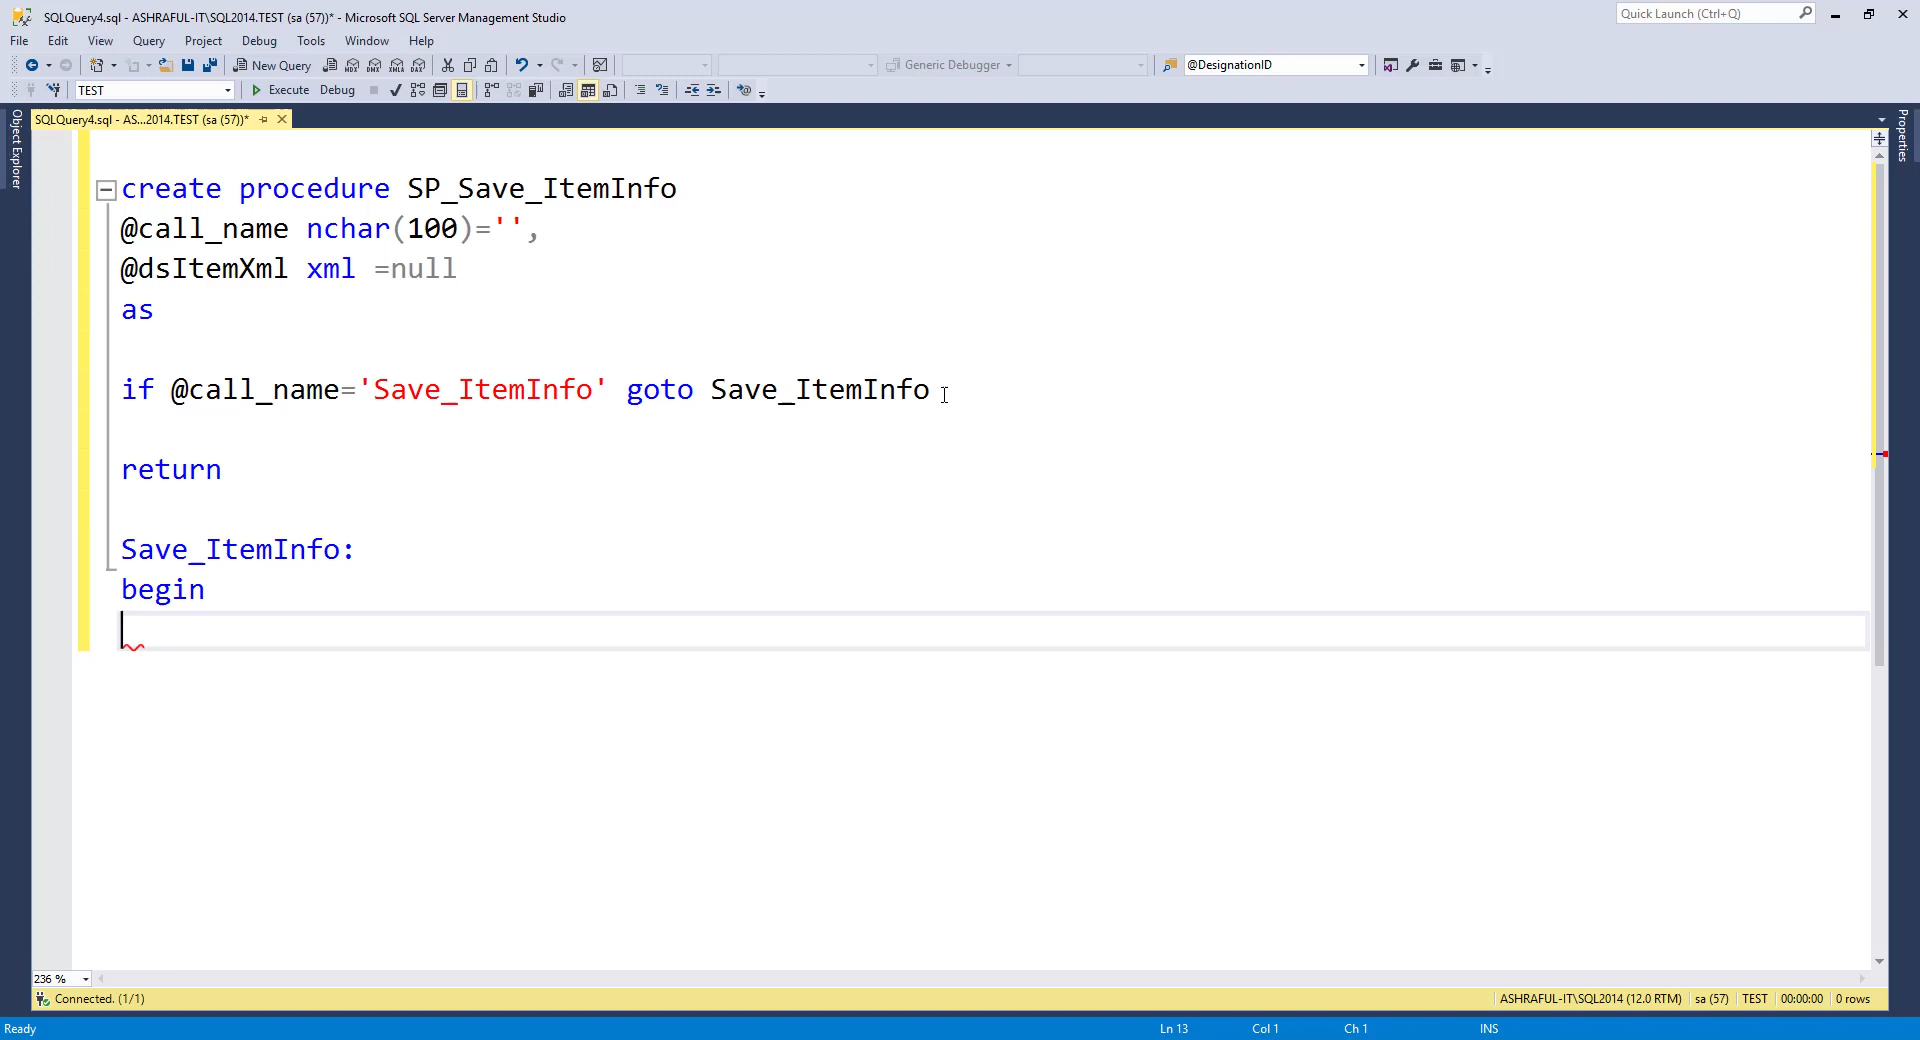 SQLQuery4.sql - ASHRAFUL-IT\SQL2014.TEST (sa (57))* - Microsoft SQL Server Management Studio
Quick Launch (Ctrl+Q)
File Edit View Query Project Debug Tools Window Help
New Query
Generic Debugger
@DesignationID
TEST
Execute
Debug
SQLQuery4.sql - AS...2014.TEST (sa (57))*
Object Explorer
Properties
create procedure SP_Save_ItemInfo
@call_name nchar(100)='',
@dsItemXml xml =null
as
if @call_name='Save_ItemInfo' goto Save_ItemInfo
return
Save_ItemInfo:
begin
236 %
Connected. (1/1)
ASHRAFUL-IT\SQL2014 (12.0 RTM)
sa (57)
TEST
00:00:00
0 rows
Ready
Ln 13
Col 1
Ch 1
INS